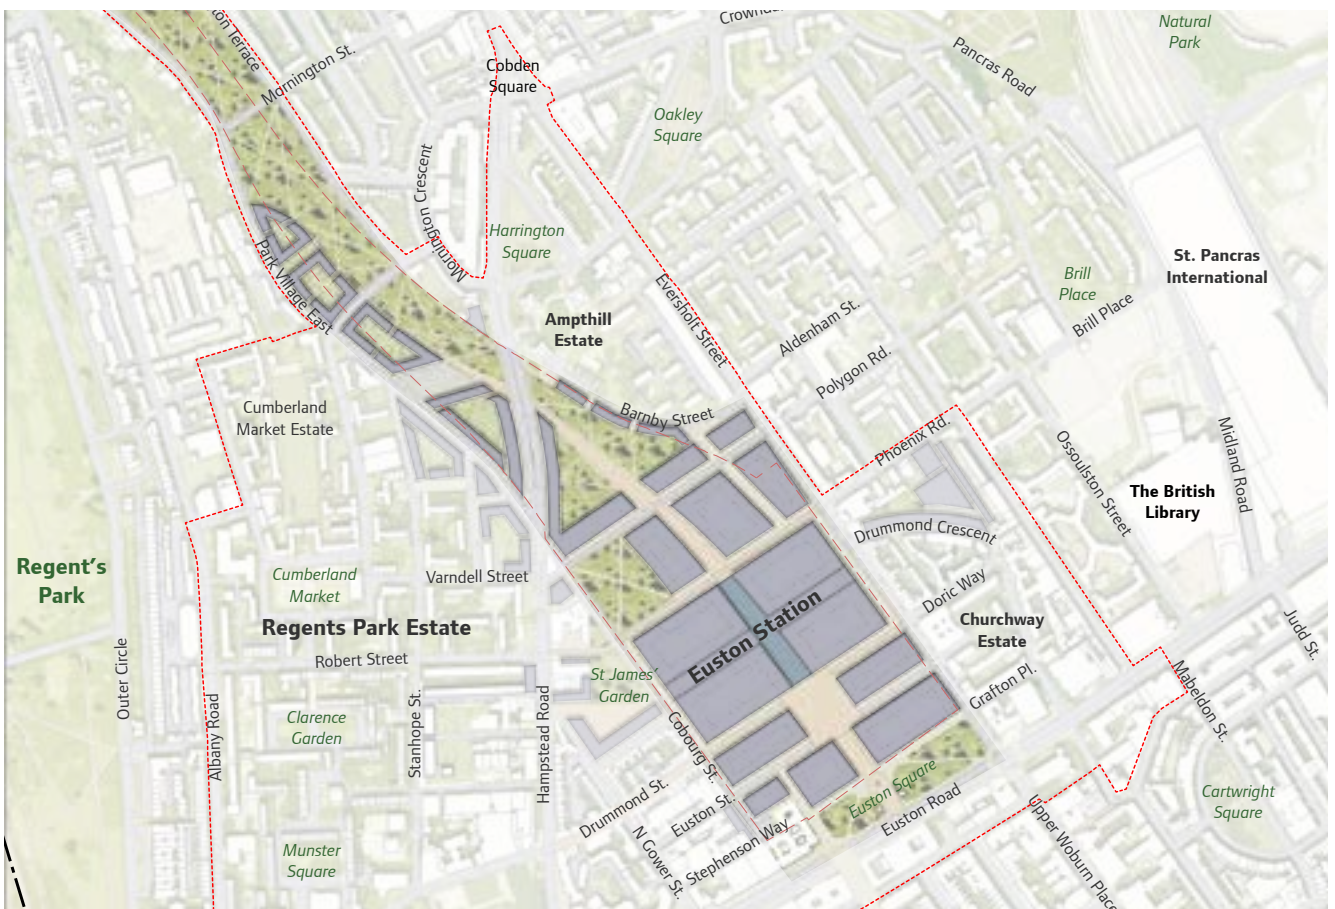 Natural
Park
Pancras Road
Mornington St.
Cobden
Square
Oakley
Square
Mornington Crescent
Harrington
Square
St. Pancras
International
Brill
Place
Brill Place
Park Village East
Ampthill
Estate
Eversholt Street
Aldenham St.
Polygon Rd.
Cumberland
Market Estate
Barnby Street
Phoenix Rd.
Ossoulston Street
Midland Road
The British
Library
Drummond Crescent
Regent's
Park
Cumberland
Market
Varndell Street
Doric Way
Regents Park Estate
Euston Station
Churchway
Estate
Judd St.
Robert Street
St James'
Garden
Grafton Pl.
Mabeldon St.
Outer Circle
Albany Road
Clarence
Garden
Stanhope St.
Hampstead Road
Cobourg St.
Drummond St.
Euston St.
Euston Square
Euston Road
Cartwright
Square
Munster
Square
N Gower St.
Stephenson Way
Upper Woburn Place